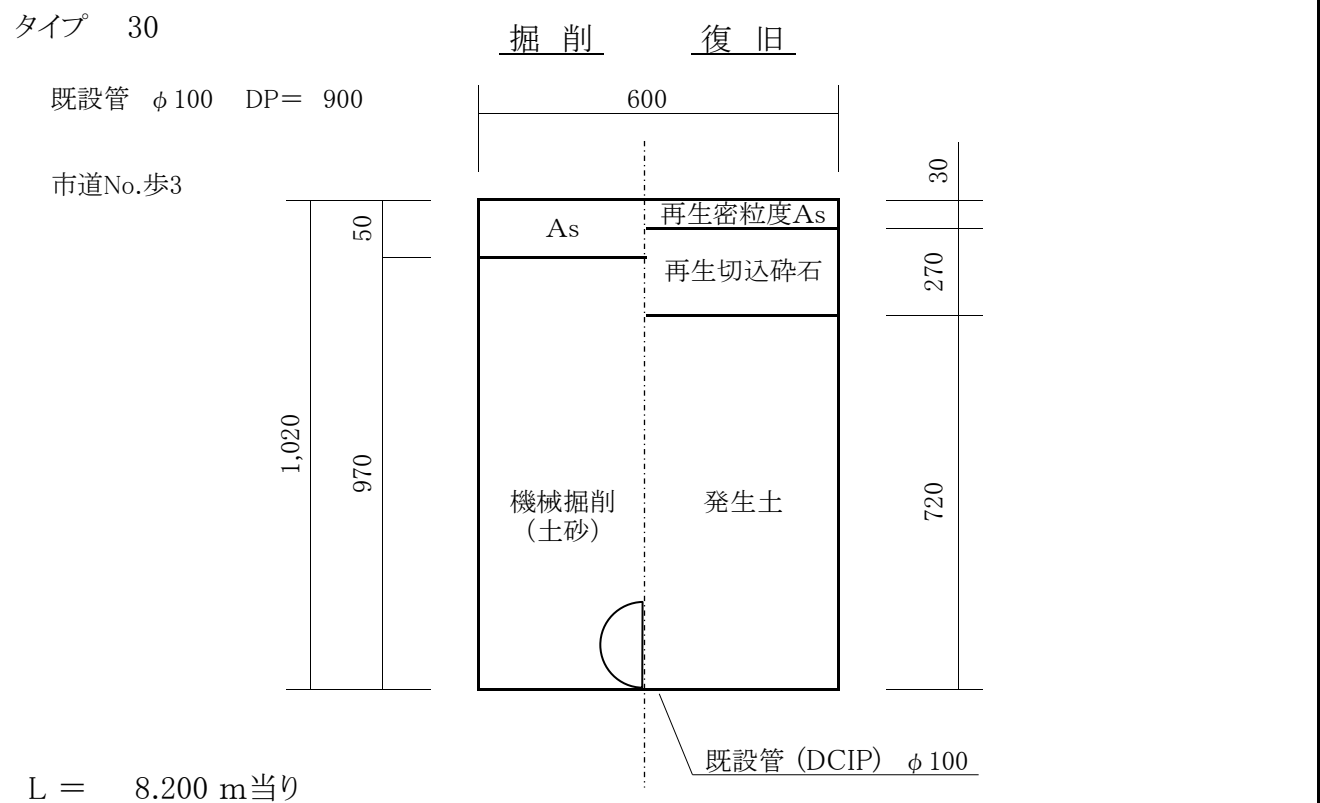 タイプ 30
掘 削 復 旧
既設管 φ100 DP= 900
600
市道No.歩3
30
50
As
再生密粒度As
270
再生切込砕石
1,020
970
機械掘削
(土砂)
発生土
720
既設管 (DCIP) φ100
L = 8.200 m当り